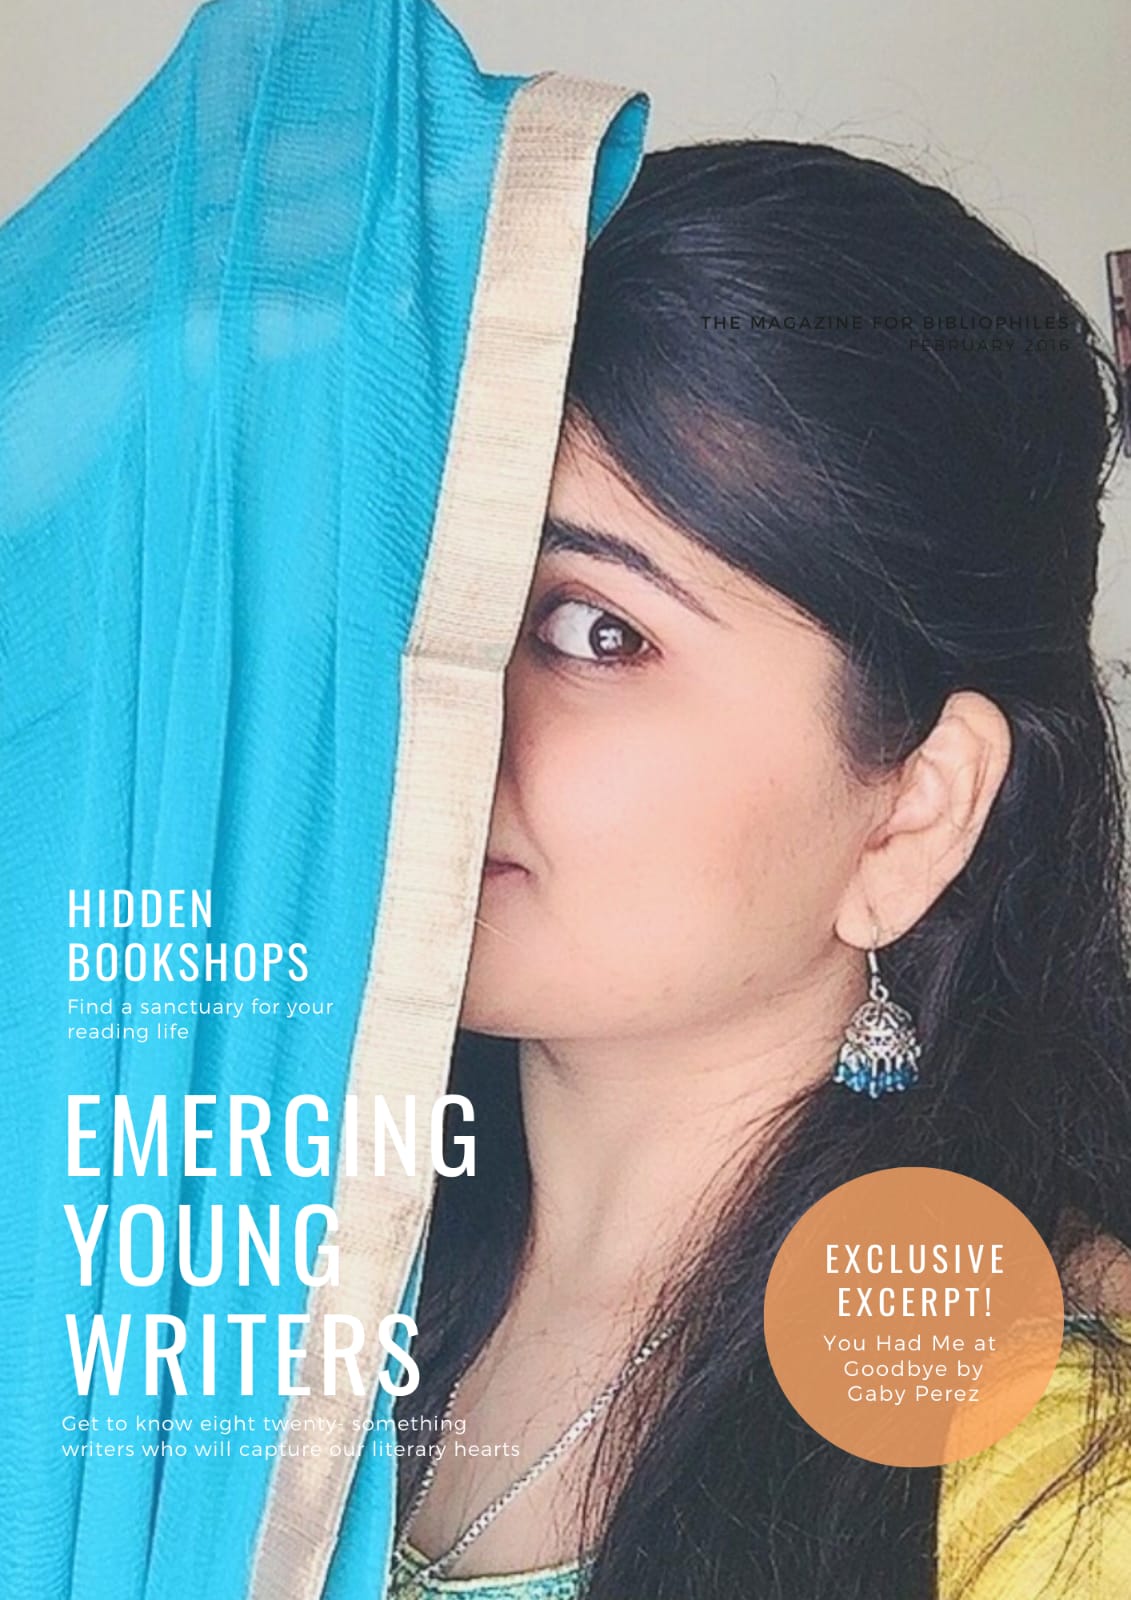 THE MAGAZINE FOR BIBLIOPHILES
FEBRUARY 2016
HIDDEN
BOOKSHOPS
Find a sanctuary for your
reading life
EMERGING
YOUNG
WRITERS
Get to know eight twenty- something
writers who will capture our literary hearts
EXCLUSIVE
EXCERPT!
You Had Me at
Goodbye by
Gaby Perez